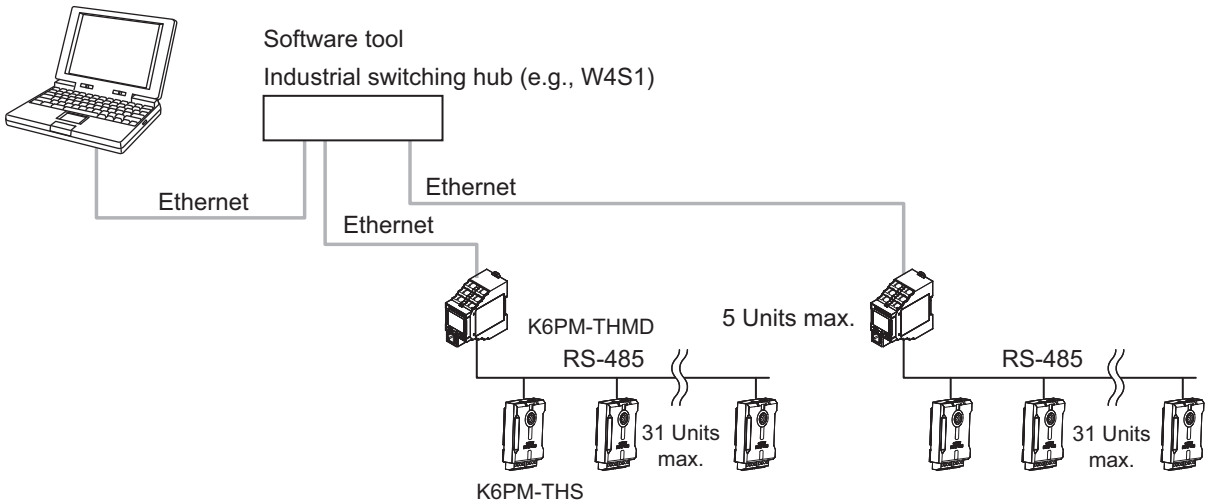 Software tool
Industrial switching hub (e.g., W4S1)
Ethernet
Ethernet
Ethernet
K6PM-THMD
5 Units max.
RS-485
RS-485
31 Units
max.
31 Units
max.
K6PM-THS